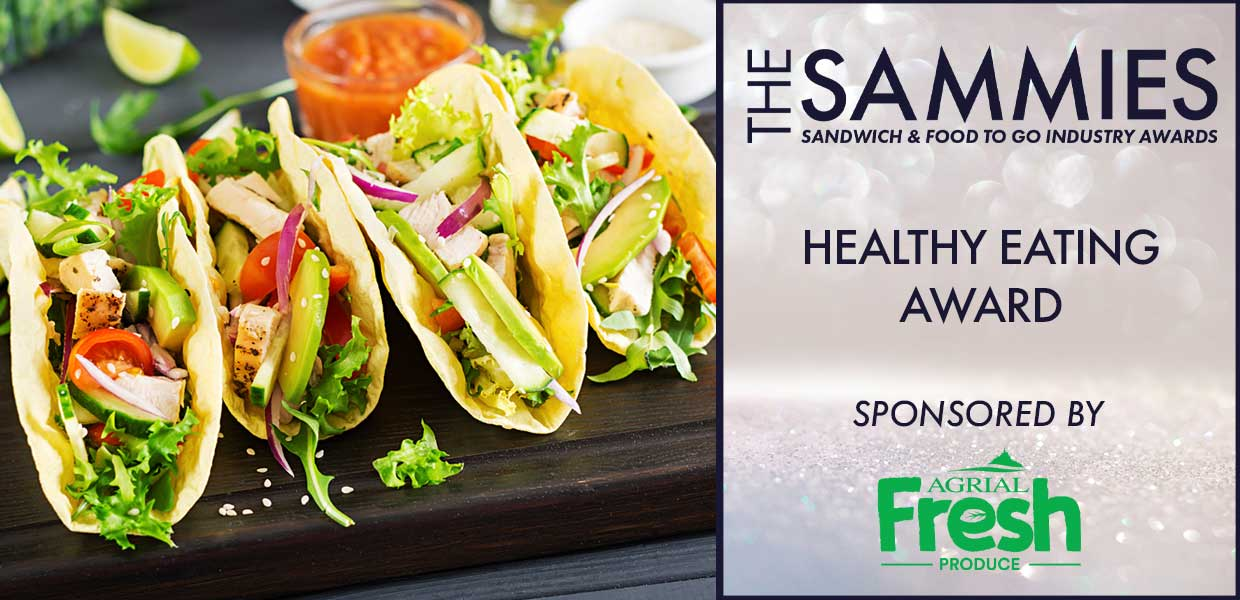 THE SAMMIES
SANDWICH & FOOD TO GO INDUSTRY AWARDS
HEALTHY EATING
AWARD
SPONSORED BY
AGRIAL
Fresh
PRODUCE